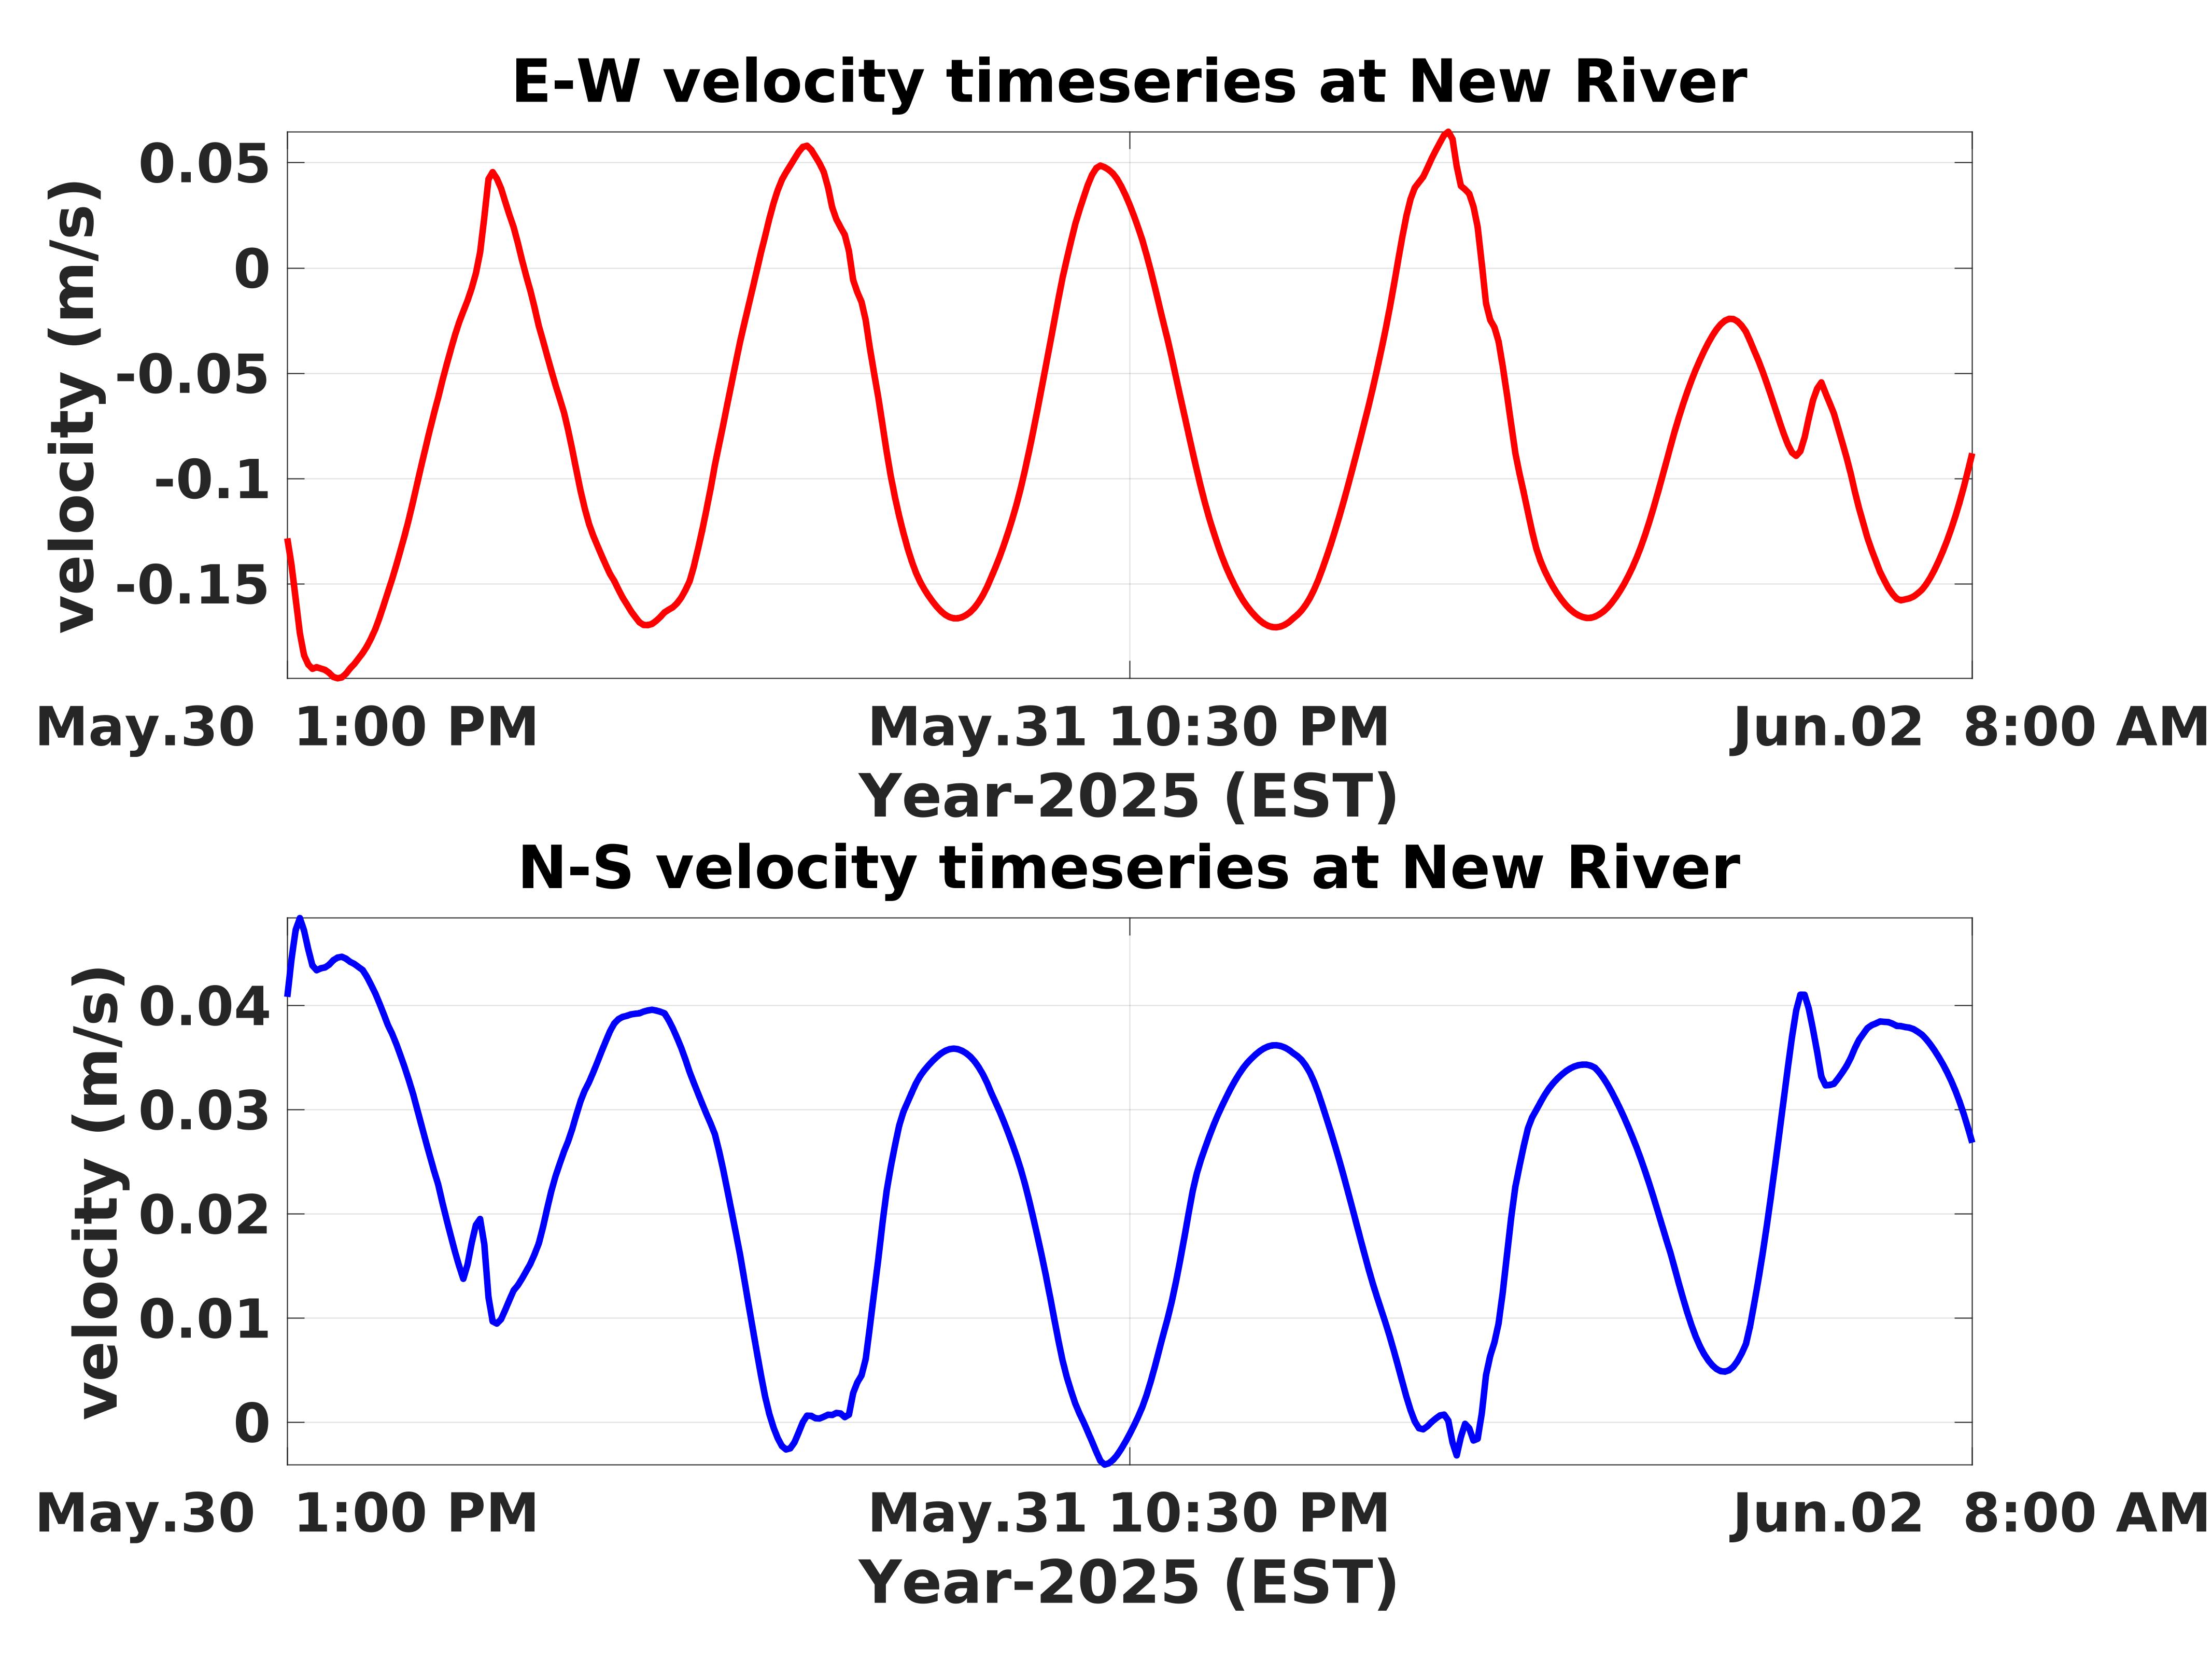 E-W velocity timeseries at New River
velocity (m/s)
0.05
0
-0.05
-0.1
-0.15
May.30  1:00 PM
May.31 10:30 PM
Jun.02  8:00 AM
Year-2025 (EST)
N-S velocity timeseries at New River
velocity (m/s)
0.04
0.03
0.02
0.01
0
May.30  1:00 PM
May.31 10:30 PM
Jun.02  8:00 AM
Year-2025 (EST)